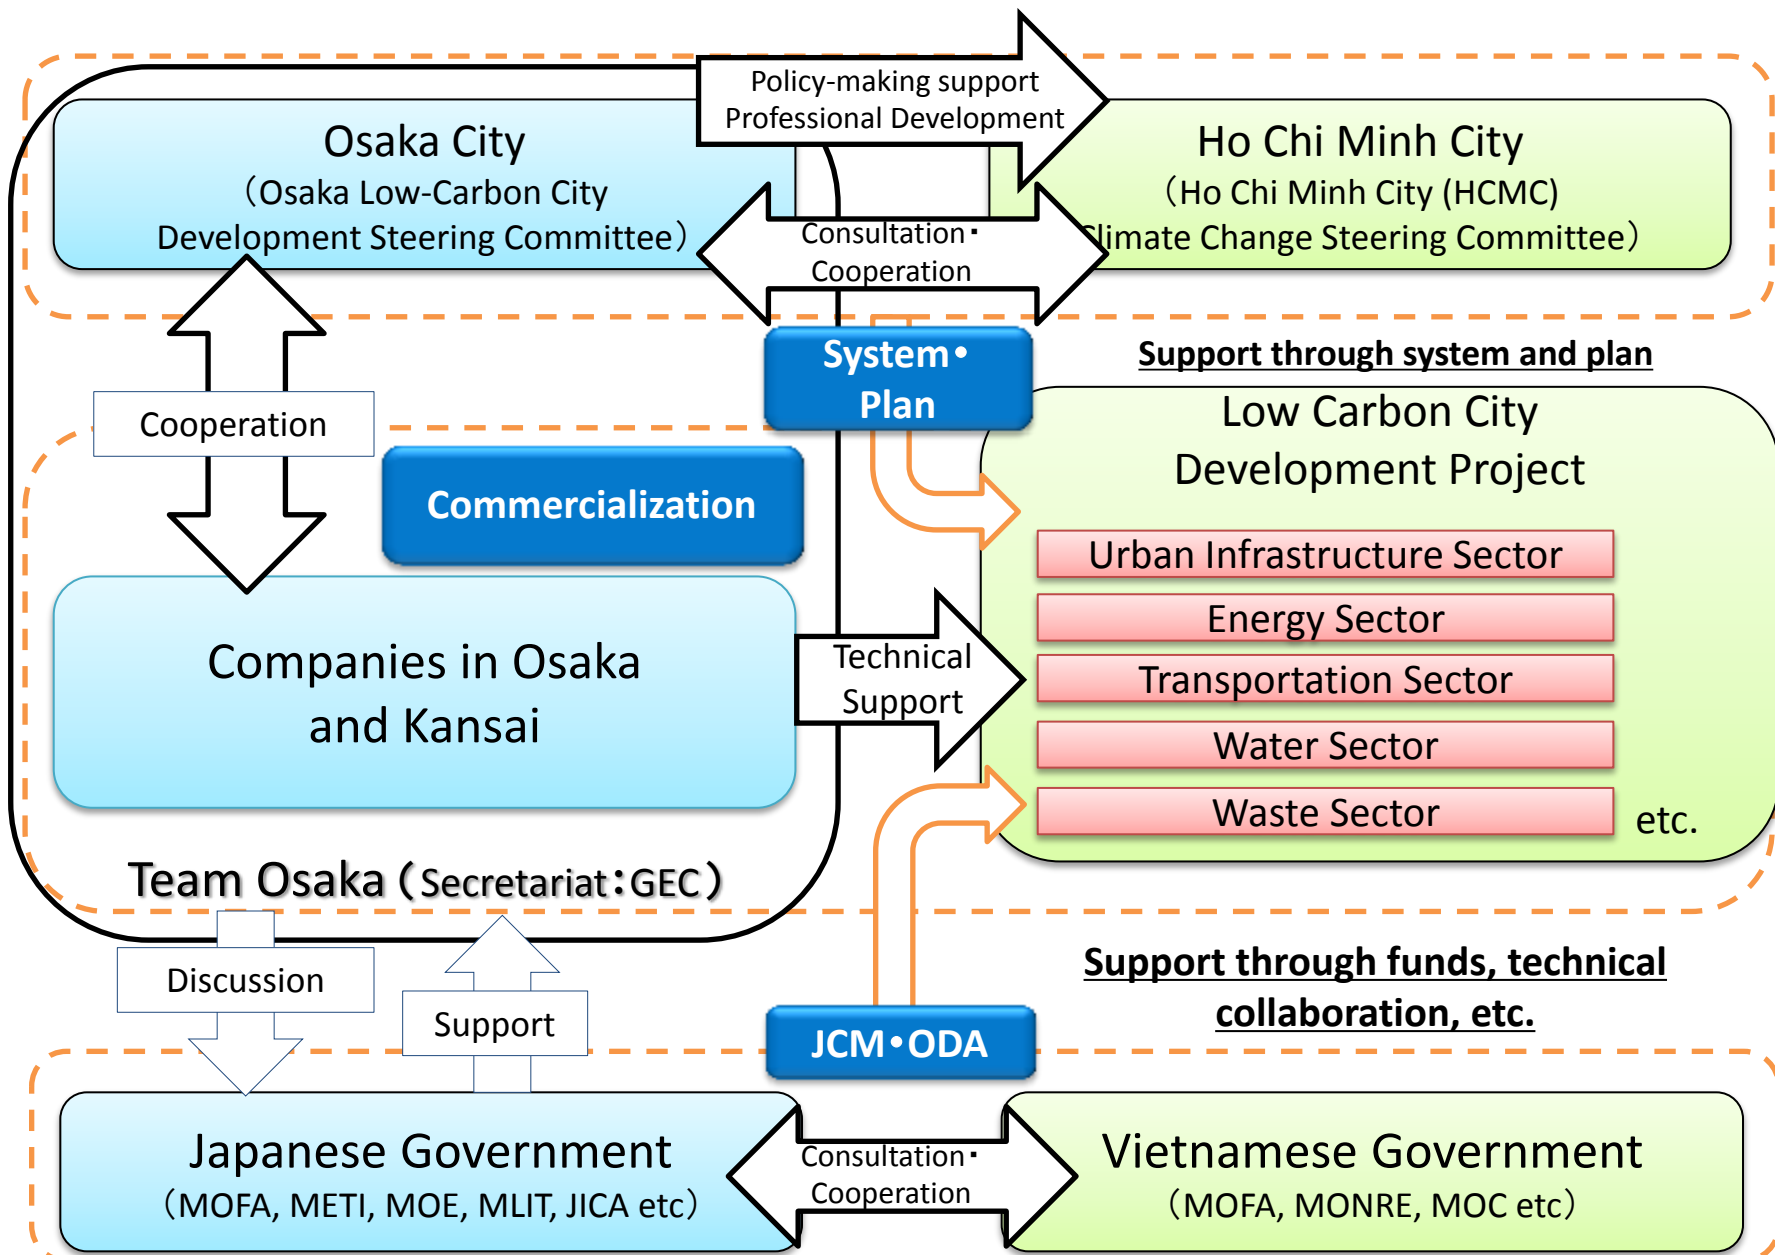 Policy-making support
Professional Development
Osaka City
（Osaka Low-Carbon City
Development Steering Committee）
Ho Chi Minh City
（Ho Chi Minh City (HCMC)
Climate Change Steering Committee）
Consultation・
Cooperation
System・
Plan
Support through system and plan
Cooperation
Commercialization
Low Carbon City
Development Project
Urban Infrastructure Sector
Energy Sector
Transportation Sector
Water Sector
Waste Sector
etc.
Companies in Osaka
and Kansai
Technical
Support
Team Osaka（Secretariat：GEC）
Discussion
Support
Support through funds, technical
collaboration, etc.
JCM・ODA
Japanese Government
（MOFA, METI, MOE, MLIT, JICA etc）
Consultation・
Cooperation
Vietnamese Government
（MOFA, MONRE, MOC etc）